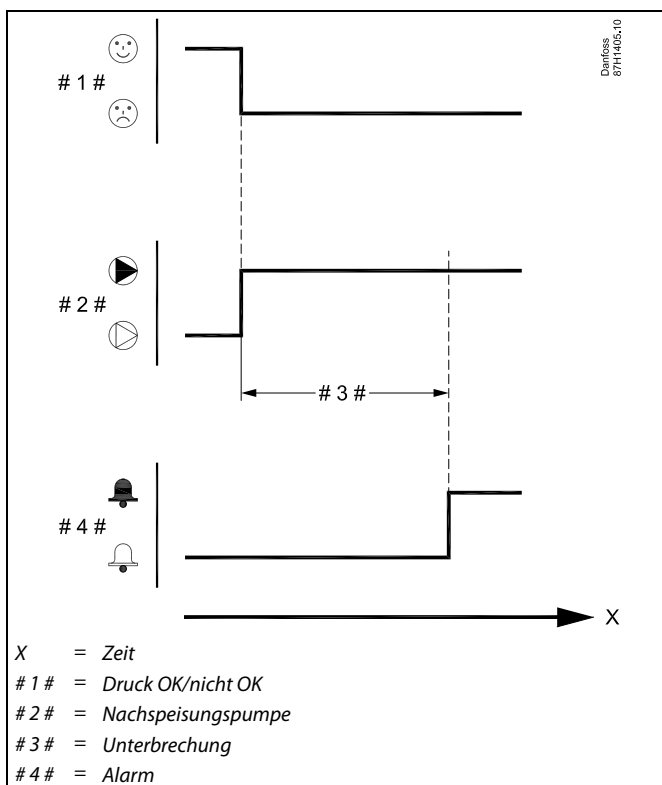 Danfoss
87H1405.10
# 1 #
# 2 #
# 3 #
# 4 #
X
X = Zeit
# 1 # = Druck OK/nicht OK
# 2 # = Nachspeisungspumpe
# 3 # = Unterbrechung
# 4 # = Alarm